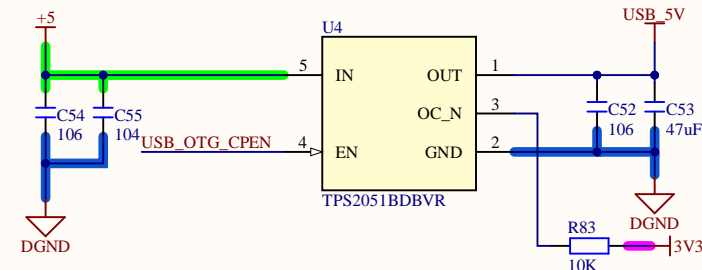 +5
U4
USB_5V
5
IN
OUT
1
C54
106
C55
104
OC_N
3
C52
106
C53
47uF
USB_OTG_CPEN
4
EN
GND
2
TPS2051BDBVR
DGND
DGND
R83
10K
3V3